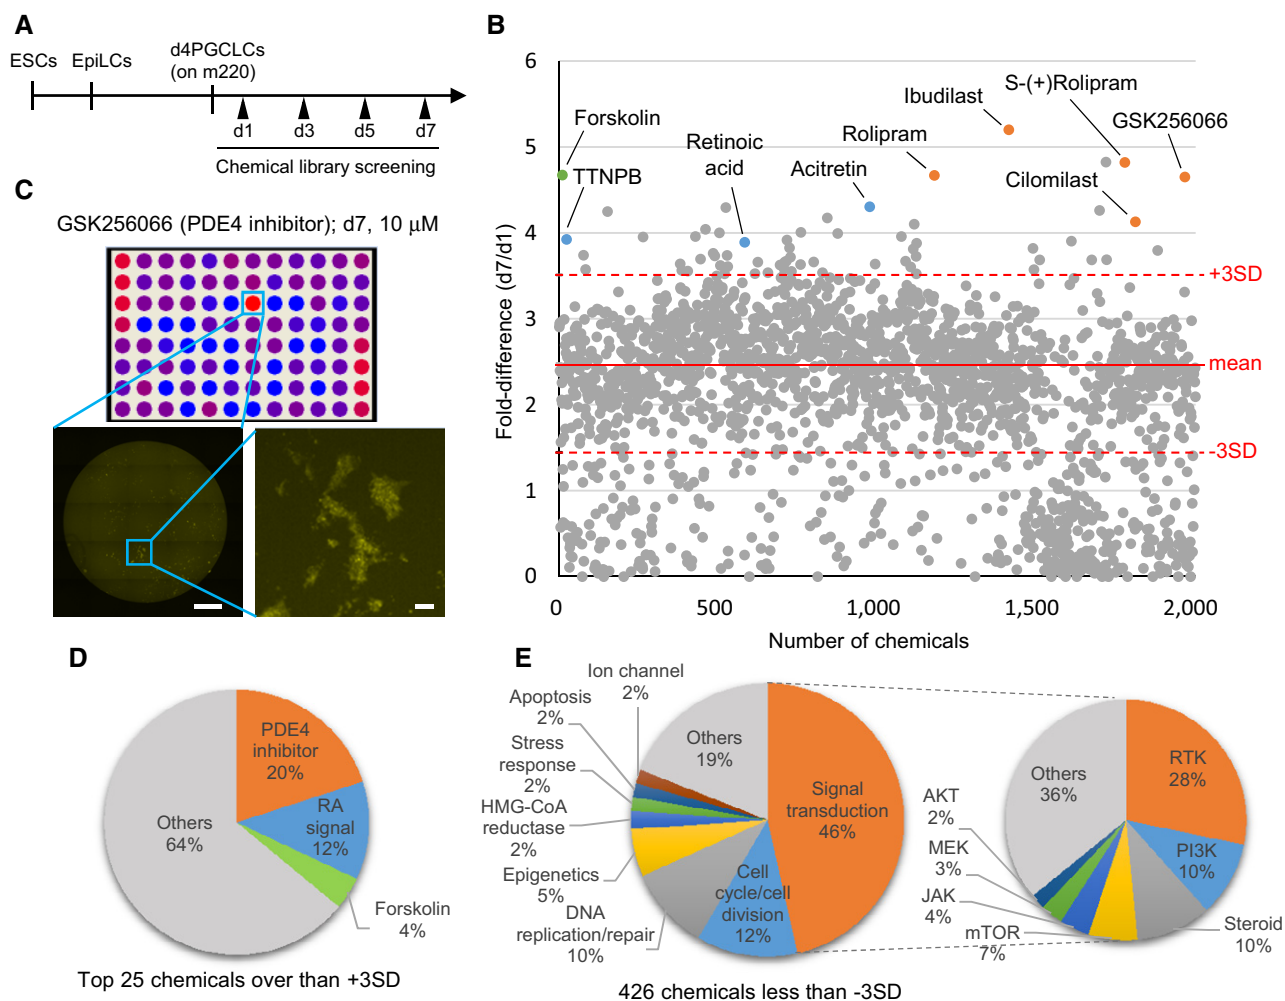 A
ESCs
EpiLCs
d4PGCLCs
(on m220)
d1
d3
d5
d7
Chemical library screening
B
Fold-difference (d7/d1)
6
5
4
3
2
1
0
0
500
1,000
1,500
2,000
Number of chemicals
Forskolin
TTNPB
Retinoic
acid
Acitretin
Rolipram
Ibudilast
S-(+)Rolipram
GSK256066
Cilomilast
+3SD
mean
-3SD
C
GSK256066 (PDE4 inhibitor); d7, 10 μM
D
PDE4
inhibitor
20%
RA
signal
12%
Forskolin
4%
Others
64%
Top 25 chemicals over than +3SD
E
Ion channel
2%
Apoptosis
2%
Stress
response
2%
HMG-CoA
reductase
2%
Epigenetics
5%
DNA
replication/repair
10%
Cell
cycle/cell
division
12%
Signal
transduction
46%
Others
19%
RTK
28%
PI3K
10%
Steroid
10%
mTOR
7%
JAK
4%
MEK
3%
AKT
2%
Others
36%
426 chemicals less than -3SD